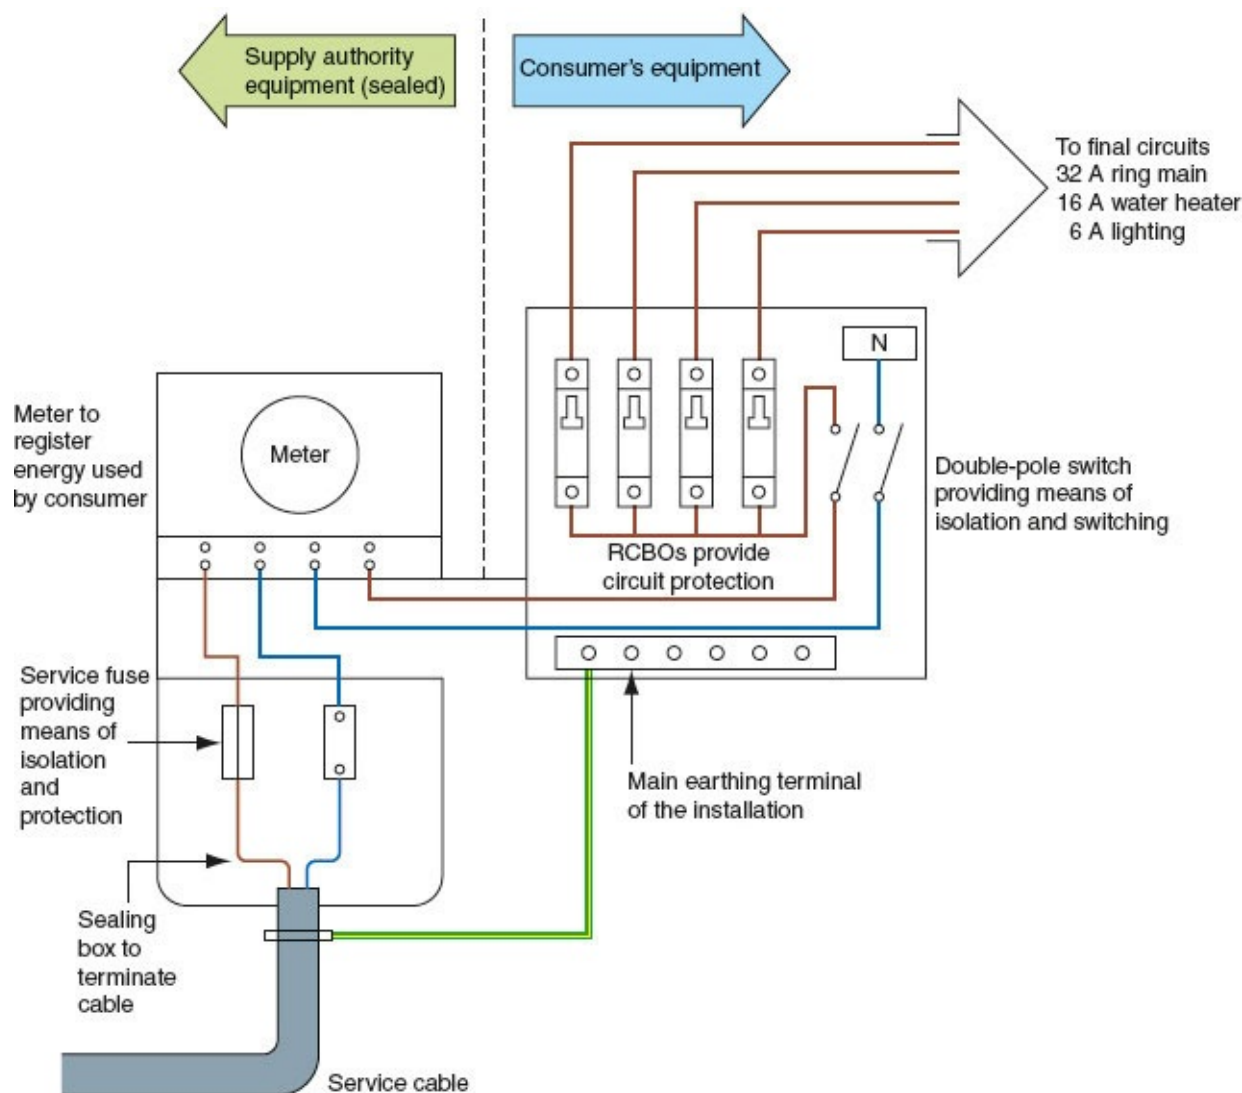 Supply authority
equipment (sealed)
Consumer's equipment
To final circuits
32 A ring main
16 A water heater
6 A lighting
N
Meter to
register
energy used
by consumer
Meter
Double-pole switch
providing means of
isolation and switching
RCBOs provide
circuit protection
Service fuse
providing
means of
isolation
and
protection
Main earthing terminal
of the installation
Sealing
box to
terminate
cable
Service cable